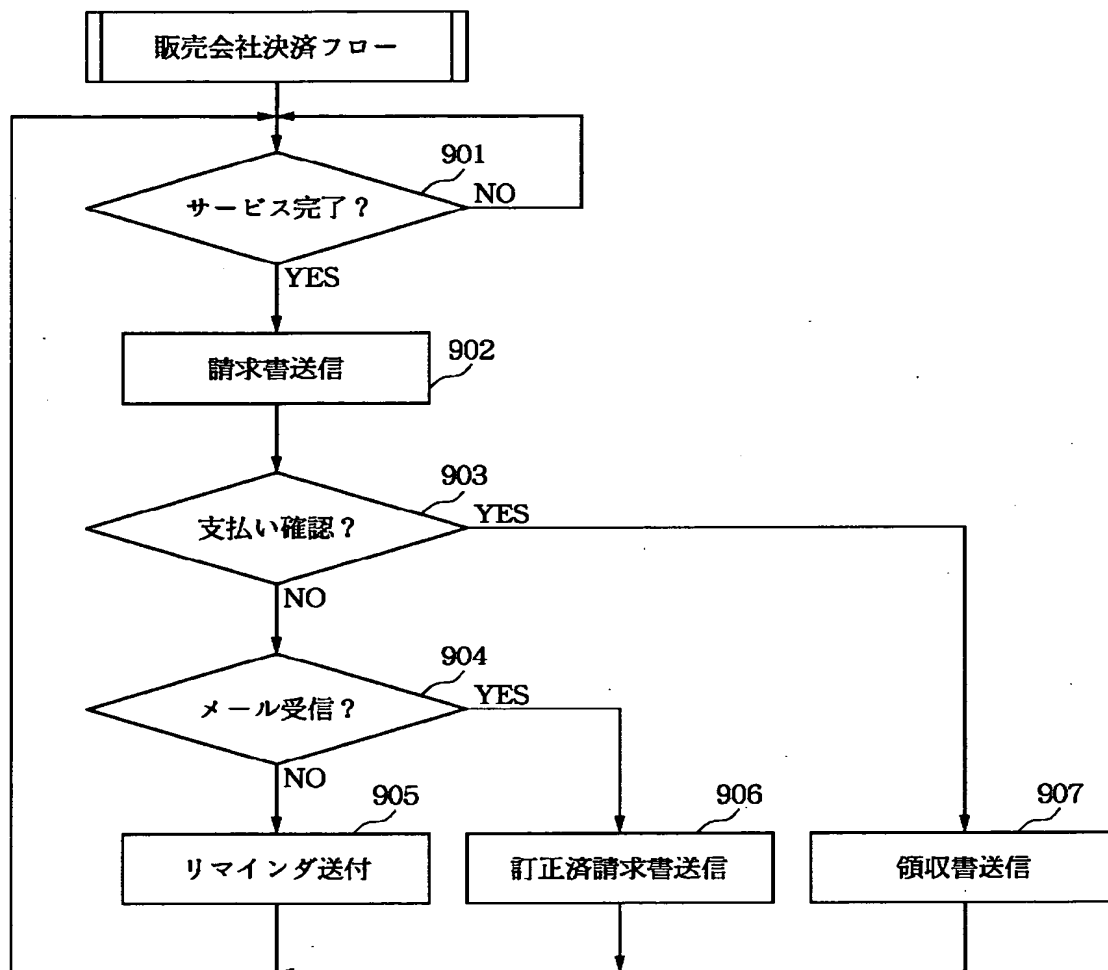 販売会社決済フロー
901
サービス完了?
NO
YES
請求書送信
902
903
支払い確認?
YES
NO
904
メール受信?
YES
NO
905
906
907
リマインダ送付
訂正済請求書送信
領収書送信